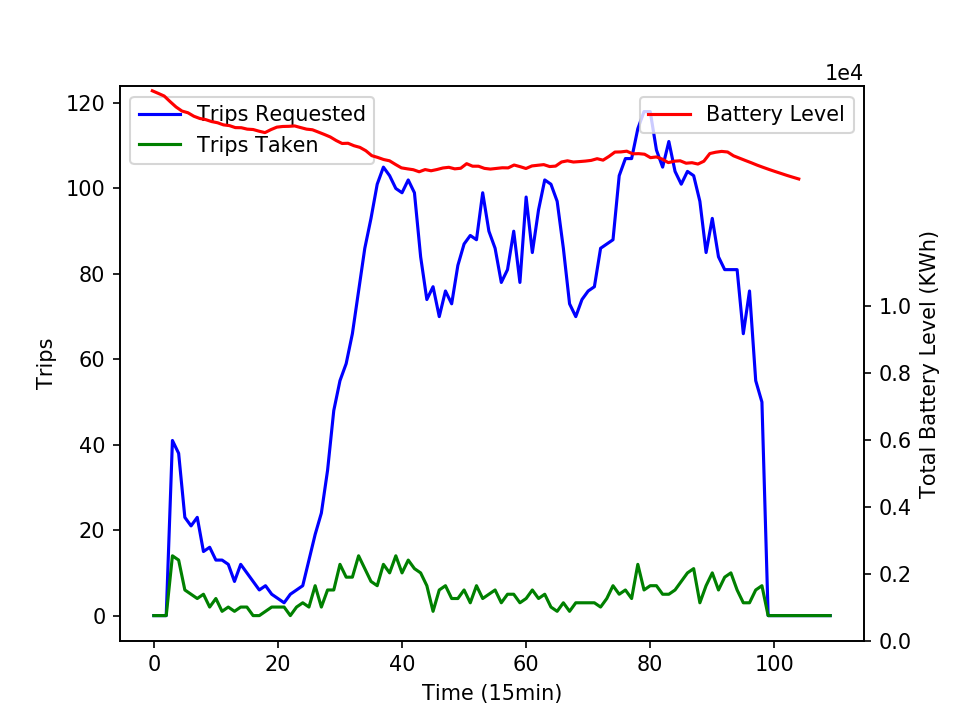 1e4
Trips Requested
Trips Taken
Battery Level
120
100
80
60
40
20
0
Trips
1.0
0.8
0.6
0.4
0.2
0.0
Total Battery Level (KWh)
0 20 40 60 80 100
Time (15min)